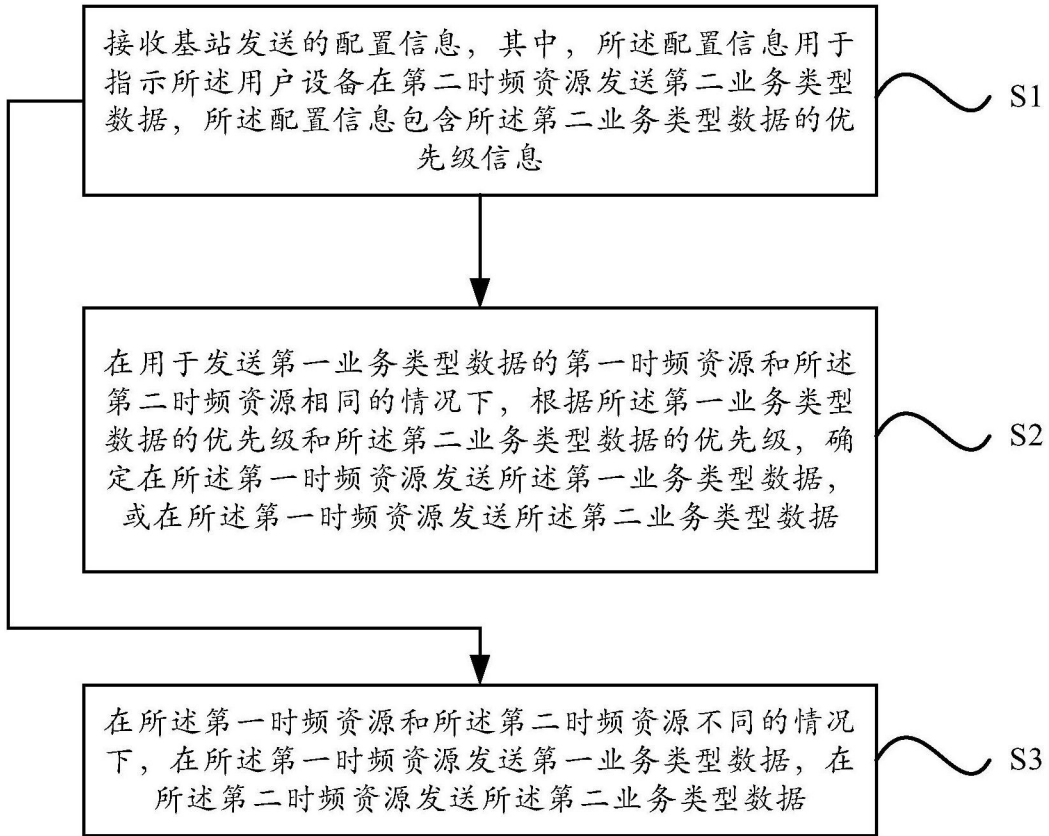 接收基站发送的配置信息，其中，所述配置信息用于
指示所述用户设备在第二时频资源发送第二业务类型
数据，所述配置信息包含所述第二业务类型数据的优
先级信息
S1
在用于发送第一业务类型数据的第一时频资源和所述
第二时频资源相同的情况下，根据所述第一业务类型
数据的优先级和所述第二业务类型数据的优先级，确
定在所述第一时频资源发送所述第一业务类型数据，
或在所述第一时频资源发送所述第二业务类型数据
S2
在所述第一时频资源和所述第二时频资源不同的情况
下，在所述第一时频资源发送第一业务类型数据，在
所述第二时频资源发送所述第二业务类型数据
S3